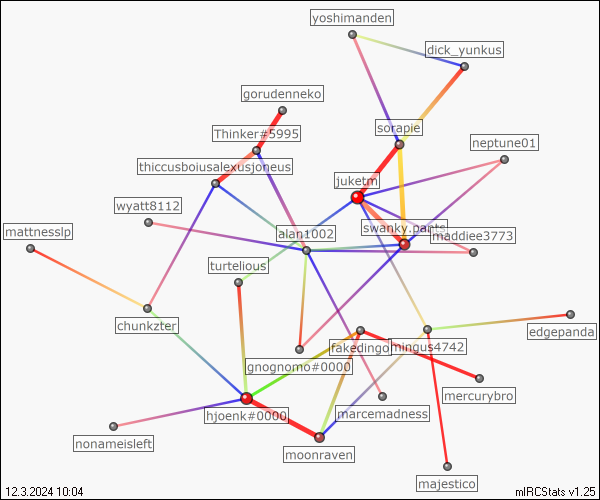 yoshimanden
dick_yunkus
gorudenneko
Thinker#5995
sorapie
neptune01
thiccusboiusalexusjoneus
juketm
wyatt8112
swanky.pants
mattnesslp
alan1002
maddiee3773
turtelious
chunkzter
edgepanda
fakedingo
mingus4742
gnognomo#0000
mercurybro
hjoenk#0000
marcemadness
nonameisleft
moonraven
majestico
12.3.2024 10:04
mIRCStats v1.25